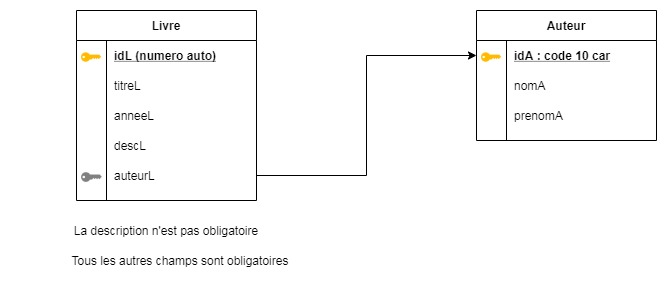 Livre
idL (numero auto)
titreL
anneeL
descL
auteurL
Auteur
idA : code 10 car
nomA
prenomA
La description n'est pas obligatoire
Tous les autres champs sont obligatoires